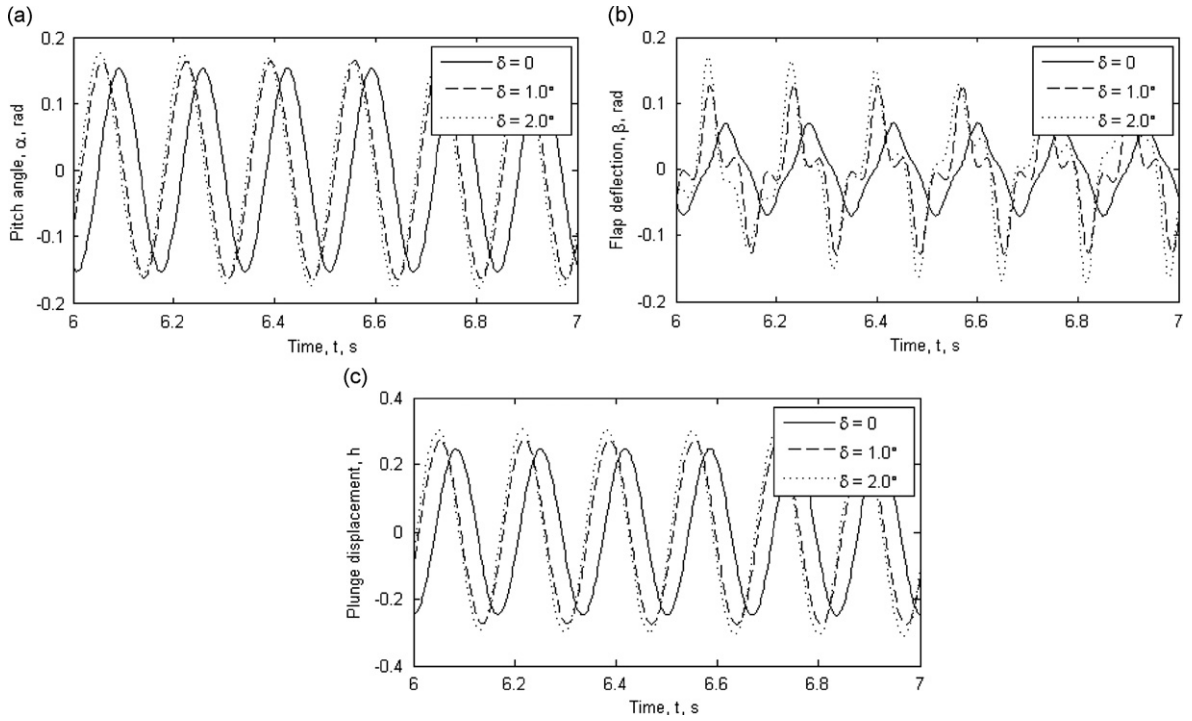 (a)
0.2
0.1
0
-0.1
-0.2
Pitch angle, α, rad
δ = 0
δ = 1.0°
δ = 2.0°
6
6.2
6.4
6.6
6.8
7
Time, t, s
(b)
0.2
0.1
0
-0.1
-0.2
Flap deflection, β, rad
δ = 0
δ = 1.0°
δ = 2.0°
6
6.2
6.4
6.6
6.8
7
Time, t, s
(c)
0.4
0.2
0
-0.2
-0.4
Plunge displacement, h
δ = 0
δ = 1.0°
δ = 2.0°
6
6.2
6.4
6.6
6.8
7
Time, t, s